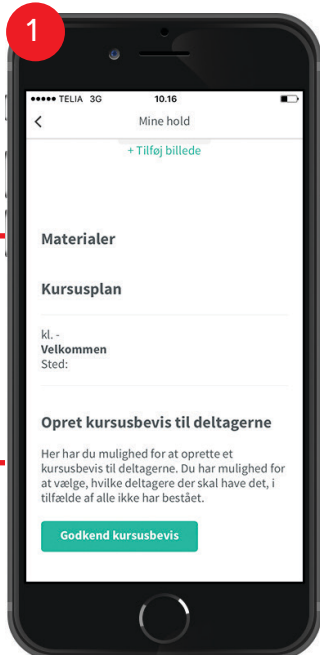 1
TELIA 3G 10.16
Mine hold
+ Tilføj billede
Materialer
Kursusplan
kl. -
Velkommen
Sted:
Opret kursusbevis til deltagerne
Her har du mulighed for at oprette et
kursusbevis til deltagerne. Du har mulighed for
at vælge, hvilke deltagere der skal have det, i
tilfælde af alle ikke har bestået.
Godkend kursusbevis